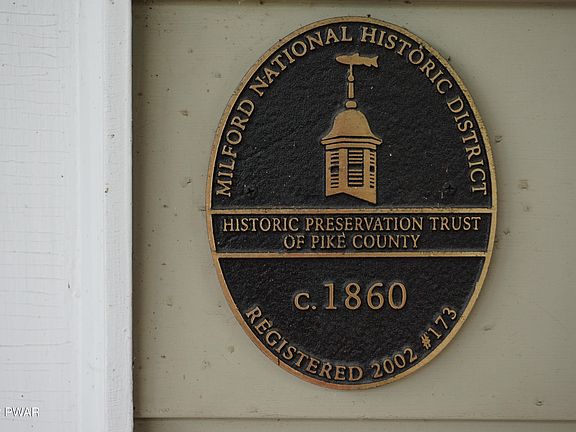 MILFORD NATIONAL HISTORIC DISTRICT
HISTORIC PRESERVATION TRUST
OF PIKE COUNTY
c. 1860
REGISTERED 2002 #173
PWAR